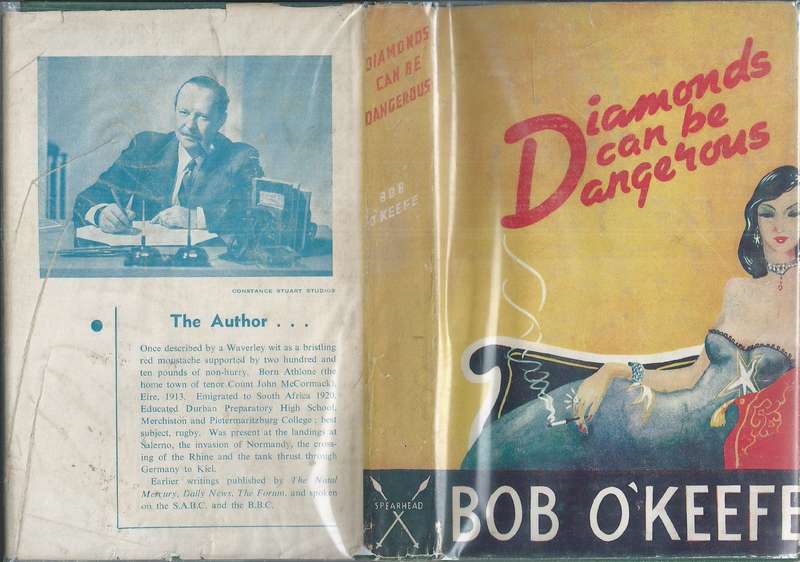 CONSTANCE STUART STUDIOS
The Author . . .
Once described by a Waverley wit as a bristling
red moustache supported by two hundred and
ten pounds of non-hurry. Born Athlone (the
home town of tenor Count John McCormack),
Eire, 1913. Emigrated to South Africa 1920,
Educated Durban Preparatory High School,
Merchiston and Pietermaritzburg College; best
subject, rugby. Was present at the landings at
Salerno, the invasion of Normandy, the cross-
ing of the Rhine and the tank thrust through
Germany to Kiel.
Earlier writings published by The Natal
Mercury, Daily News, The Forum, and spoken
on the S.A.B.C. and the B.B.C.
DIAMONDS
CAN BE
DANGEROUS
BOB
O'KEEFE
SPEARHEAD
Diamonds
can be
Dangerous
BOB O'KEEFE